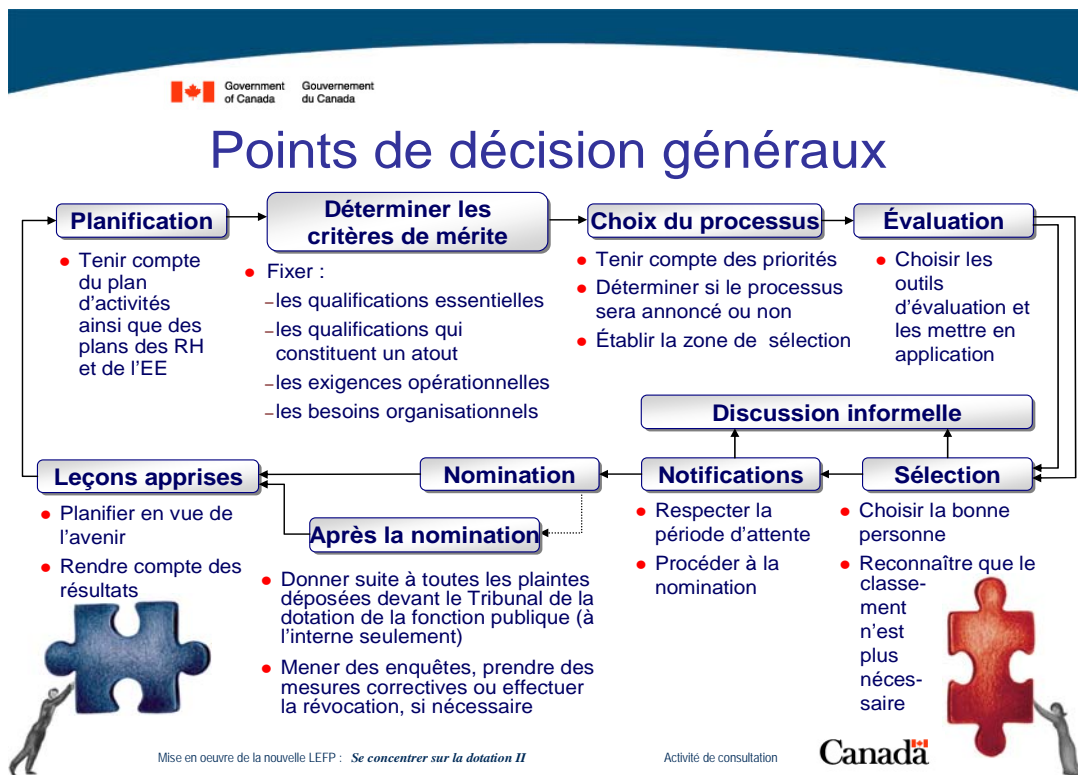 Government
of Canada
Gouvernement
du Canada
Points de décision généraux
Planification
● Tenir compte
du plan
d'activités
ainsi que des
plans des RH
et de l'EE
Déterminer les
critères de mérite
● Fixer :
–les qualifications essentielles
–les qualifications qui
constituent un atout
–les exigences opérationnelles
–les besoins organisationnels
Choix du processus
● Tenir compte des priorités
● Déterminer si le processus
sera annoncé ou non
● Établir la zone de sélection
Évaluation
● Choisir les
outils
d'évaluation et
les mettre en
application
Discussion informelle
Sélection
● Choisir la bonne
personne
● Reconnaître que le
classe-
ment
n'est
plus
néces-
saire
Notifications
● Respecter la
période d'attente
● Procéder à la
nomination
Nomination
Après la nomination
● Donner suite à toutes les plaintes
déposées devant le Tribunal de la
dotation de la fonction publique (à
l'interne seulement)
● Mener des enquêtes, prendre des
mesures correctives ou effectuer
la révocation, si nécessaire
Leçons apprises
● Planifier en vue de
l'avenir
● Rendre compte des
résultats
Mise en oeuvre de la nouvelle LEFP : Se concentrer sur la dotation II
Activité de consultation
Canada